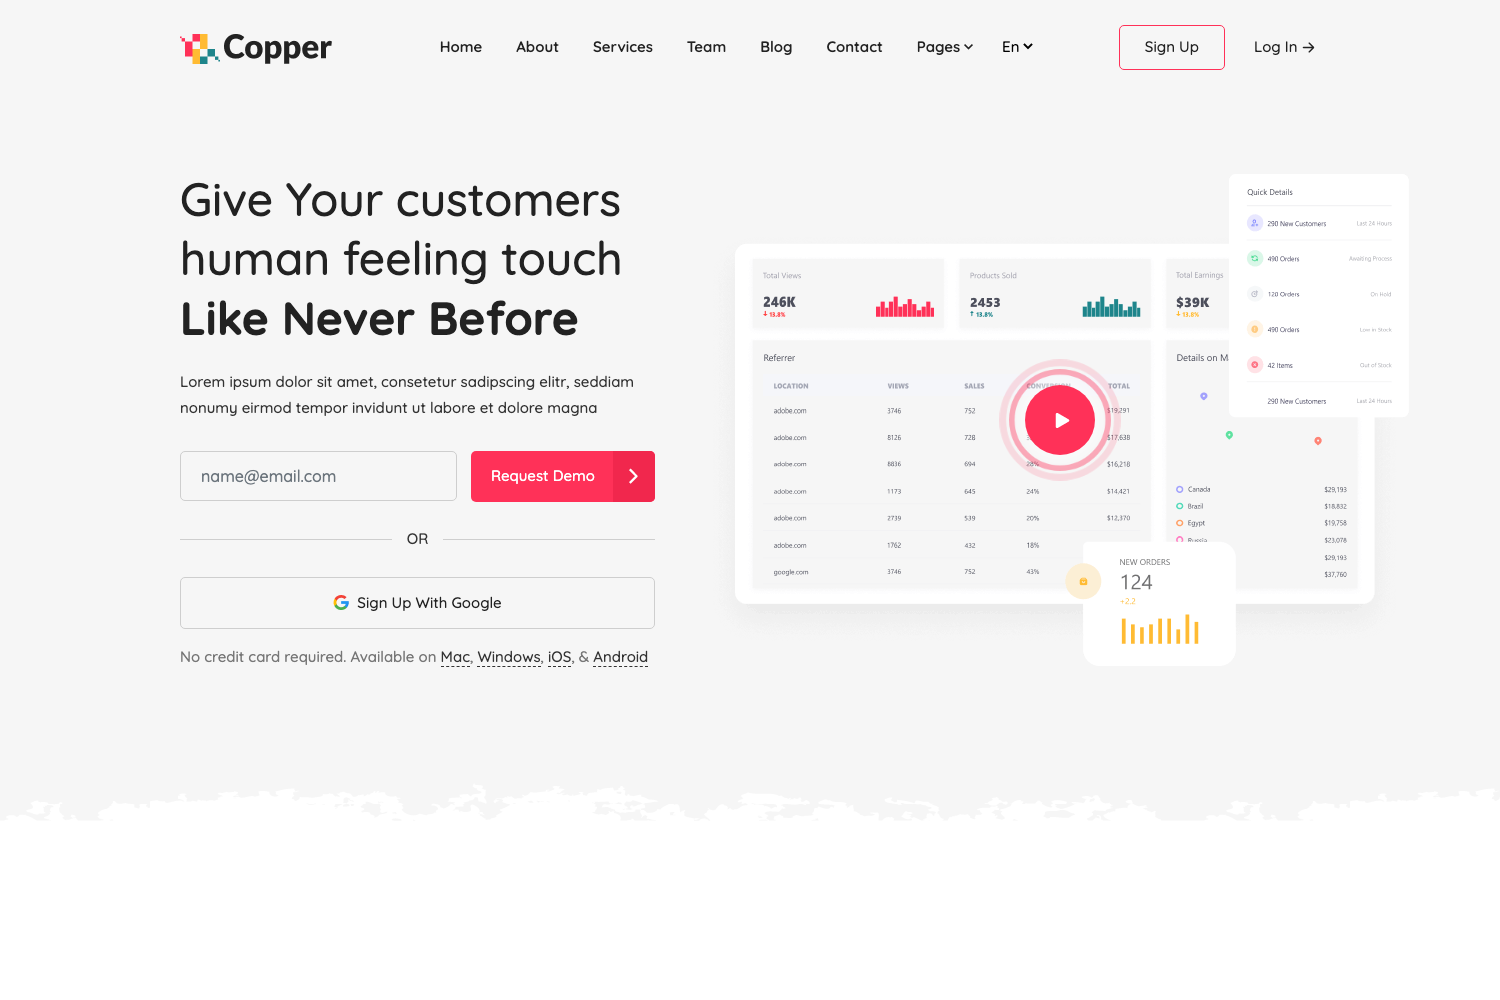 Copper
Home About Services Team Blog Contact Pages En Sign Up Log In
Give Your customers
human feeling touch
Like Never Before
Lorem ipsum dolor sit amet, consetetur sadipscing elitr, seddiam
nonumy eirmod tempor invidunt ut labore et dolore magna
name@email.com Request Demo
OR
Sign Up With Google
No credit card required. Available on Mac, Windows, iOS, & Android
Total Views
246K
13.8%
Products Sold
2453
13.8%
Total Earnings
$39K
13.8%
Quick Details
290 New Customers Last 24 Hours
490 Orders Awaiting Process
120 Orders On Hold
490 Orders Low in Stock
42 Items Out of Stock
290 New Customers Last 24 Hours
Referrer
LOCATION VIEWS SALES CONVERSION TOTAL
adobe.com 3746 752 $19,291
adobe.com 8126 728 $17,638
adobe.com 8836 694 28% $16,218
adobe.com 1173 645 24% $14,421
adobe.com 2739 539 20% $12,370
adobe.com 1762 432 18%
google.com 3746 752 43%
Details on
Canada $29,193
Brazil $18,832
Egypt $19,758
Russia $23,078
$29,193
$37,760
NEW ORDERS
124
+2.2